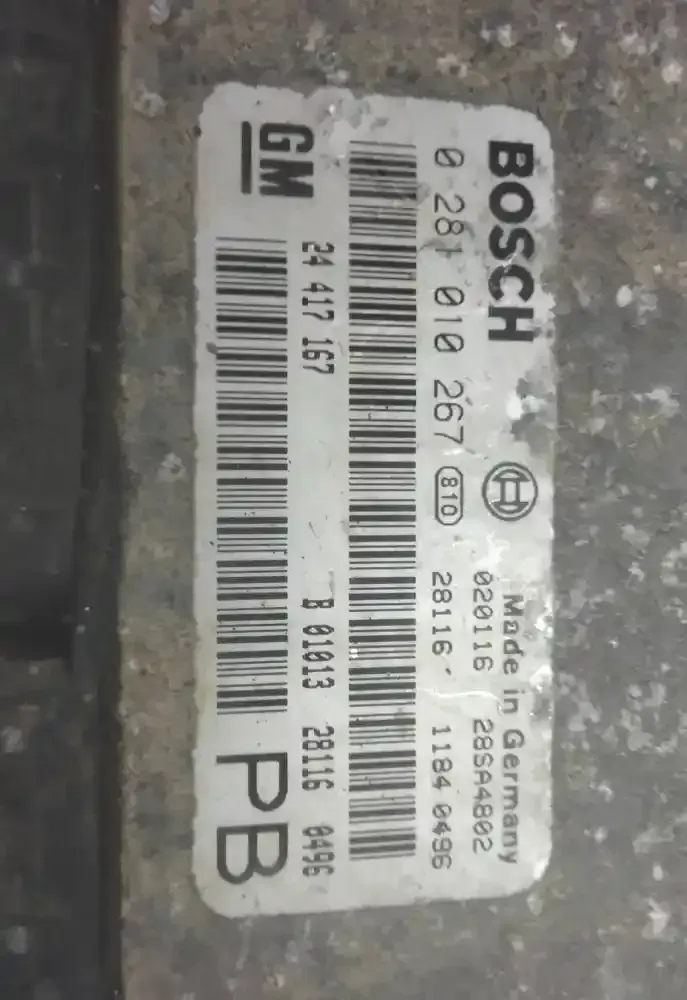 BOSCH
Made in Germany
020116 28SA4802
0 281 010 267 810 28116 1184 0496
24 417 167 B 01013 28116 0496
GM
PB